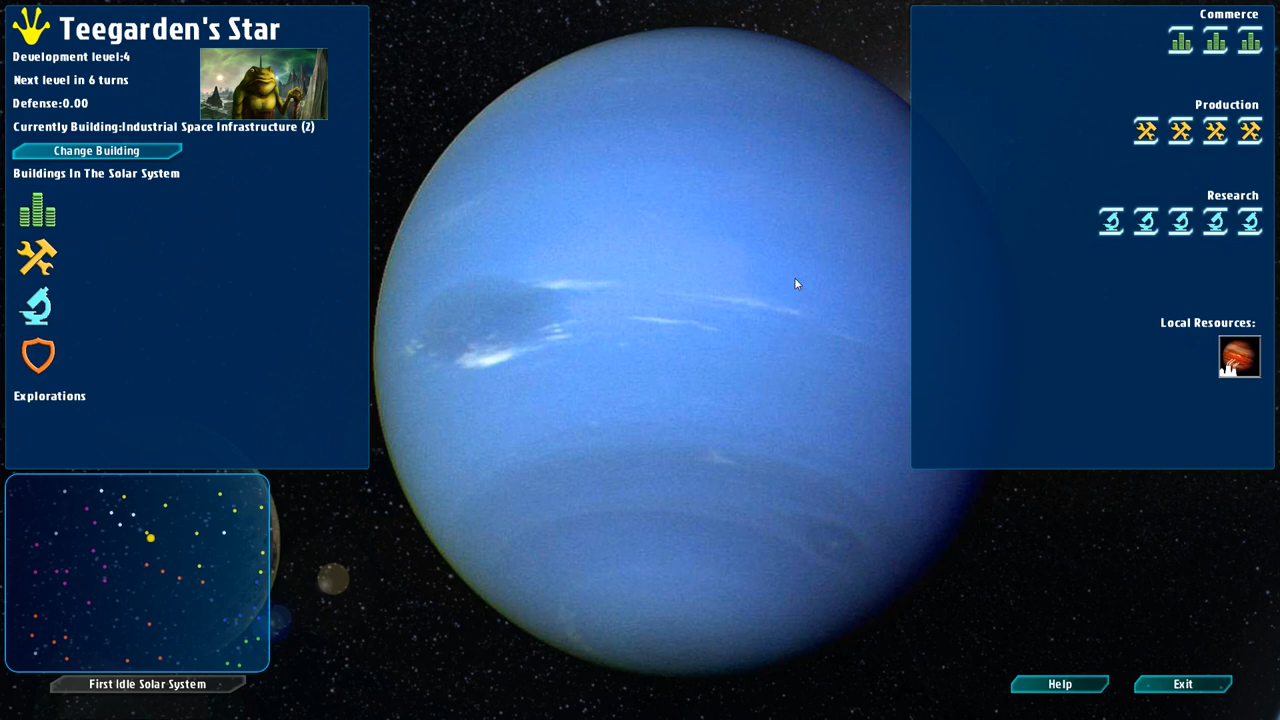 Teegarden's Star
Development level:4
Next level in 6 turns
Defense:0.00
Currently Building:Industrial Space Infrastructure (2)
Change Building
Buildings In The Solar System
Explorations
First Idle Solar System
Commerce
Production
Research
Local Resources:
Help
Exit